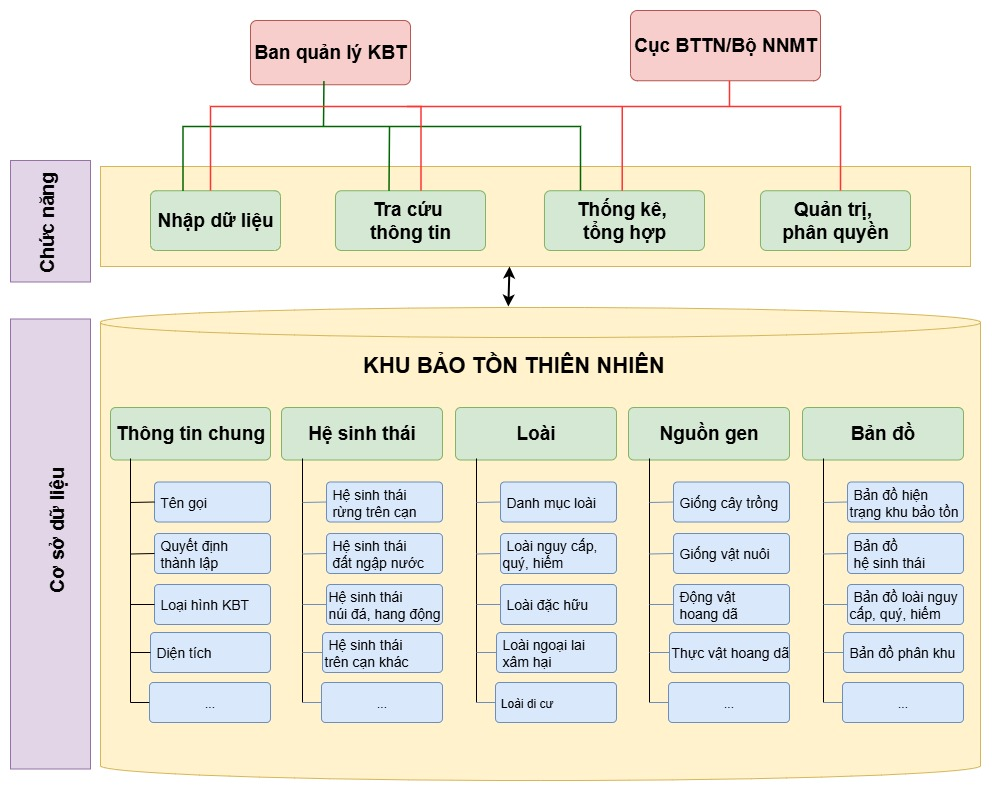 Ban quản lý KBT
Cục BTTN/Bộ NNMT
Chức năng
Nhập dữ liệu
Tra cứu
thông tin
Thống kê,
tổng hợp
Quản trị,
phân quyền
Cơ sở dữ liệu
KHU BẢO TỒN THIÊN NHIÊN
Thông tin chung
Tên gọi
Quyết định
thành lập
Loại hình KBT
Diện tích
...
Hệ sinh thái
Hệ sinh thái
rừng trên cạn
Hệ sinh thái
đất ngập nước
Hệ sinh thái
núi đá, hang động
Hệ sinh thái
trên cạn khác
...
Loài
Danh mục loài
Loài nguy cấp,
quý, hiếm
Loài đặc hữu
Loài ngoại lai
xâm hại
Loài di cư
Nguồn gen
Giống cây trồng
Giống vật nuôi
Động vật
hoang dã
Thực vật hoang dã
...
Bản đồ
Bản đồ hiện
trạng khu bảo tồn
Bản đồ
hệ sinh thái
Bản đồ loài nguy
cấp, quý, hiếm
Bản đồ phân khu
...